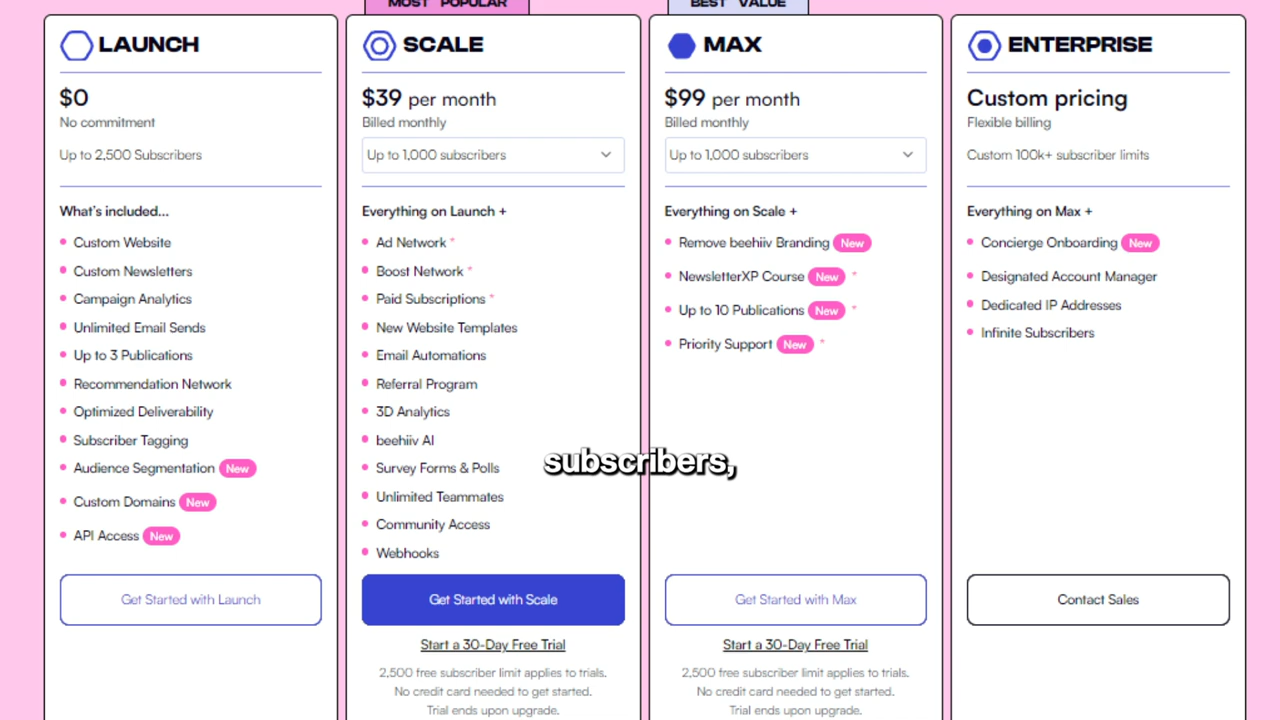 MOST POPULAR
BEST VALUE
LAUNCH
$0
No commitment
Up to 2,500 Subscribers
What's included...
Custom Website
Custom Newsletters
Campaign Analytics
Unlimited Email Sends
Up to 3 Publications
Recommendation Network
Optimized Deliverability
Subscriber Tagging
Audience Segmentation New
Custom Domains New
API Access New
Get Started with Launch
SCALE
$39 per month
Billed monthly
Up to 1,000 subscribers
Everything on Launch +
Ad Network *
Boost Network *
Paid Subscriptions *
New Website Templates
Email Automations
Referral Program
3D Analytics
beehiiv AI
Survey Forms & Polls
Unlimited Teammates
Community Access
Webhooks
Get Started with Scale
Start a 30-Day Free Trial
2,500 free subscriber limit applies to trials.
No credit card needed to get started.
Trial ends upon upgrade.
subscribers,
MAX
$99 per month
Billed monthly
Up to 1,000 subscribers
Everything on Scale +
Remove beehiiv Branding New
NewsletterXP Course New *
Up to 10 Publications New *
Priority Support New *
Get Started with Max
Start a 30-Day Free Trial
2,500 free subscriber limit applies to trials.
No credit card needed to get started.
Trial ends upon upgrade.
ENTERPRISE
Custom pricing
Flexible billing
Custom 100k+ subscriber limits
Everything on Max +
Concierge Onboarding New
Designated Account Manager
Dedicated IP Addresses
Infinite Subscribers
Contact Sales